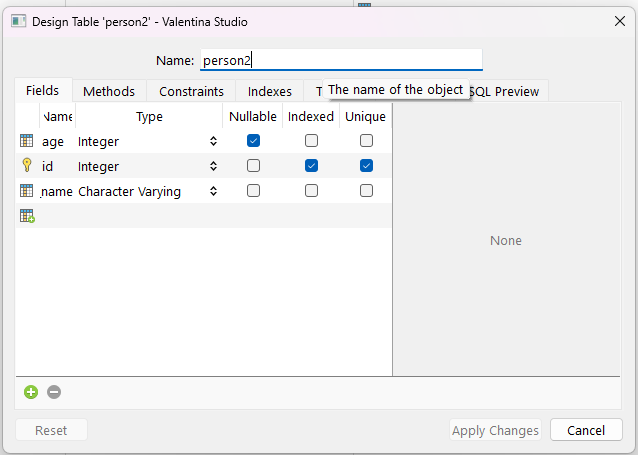 Design Table 'person2' - Valentina Studio
Name: person2
Fields Methods Constraints Indexes T The name of the object SQL Preview
Name Type Nullable Indexed Unique
age Integer
id Integer
_name Character Varying
None
Reset Apply Changes Cancel